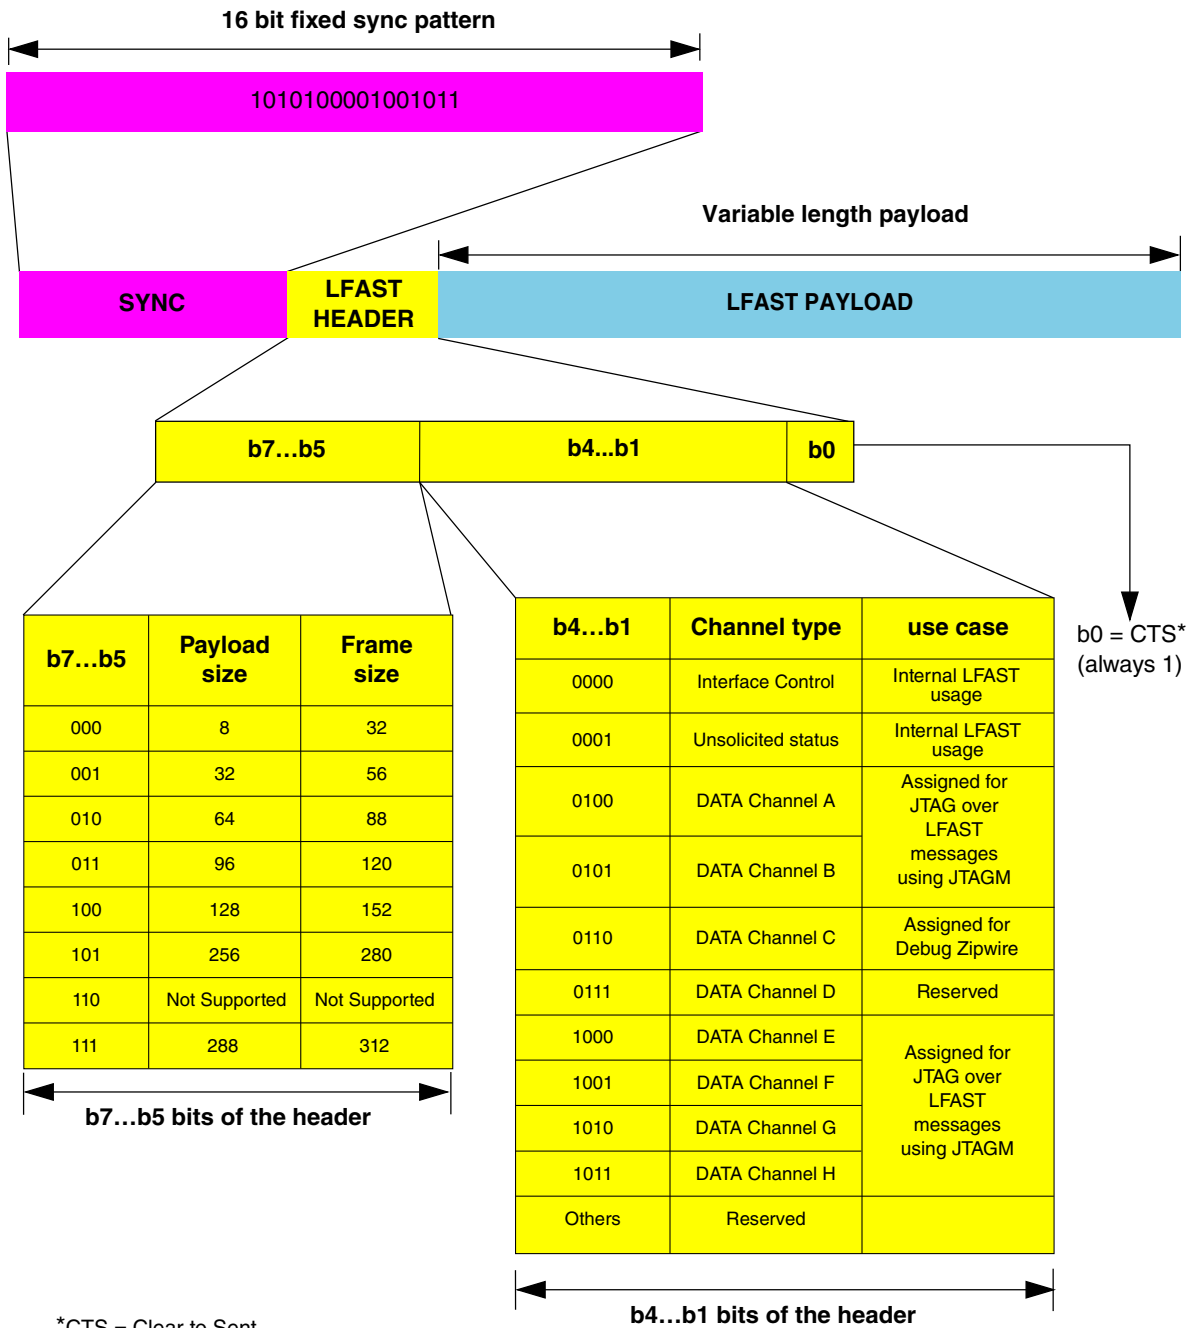 16 bit fixed sync pattern
1010100001001011
Variable length payload
SYNC
LFAST
HEADER
LFAST PAYLOAD
b7...b5
b4...b1
b0
b0 = CTS*
(always 1)
b7...b5
Payload
size
Frame
size
000 8 32
001 32 56
010 64 88
011 96 120
100 128 152
101 256 280
110 Not Supported Not Supported
111 288 312
b7...b5 bits of the header
b4...b1 Channel type use case
0000 Interface Control
Internal LFAST
usage
0001 Unsolicited status
Internal LFAST
usage
0100 DATA Channel A
0101 DATA Channel B
Assigned for
JTAG over
LFAST
messages
using JTAGM
0110 DATA Channel C
Assigned for
Debug Zipwire
0111 DATA Channel D Reserved
1000 DATA Channel E
1001 DATA Channel F
1010 DATA Channel G
1011 DATA Channel H
Assigned for
JTAG over
LFAST
messages
using JTAGM
Others Reserved
b4...b1 bits of the header
*CTS = Clear to Sent